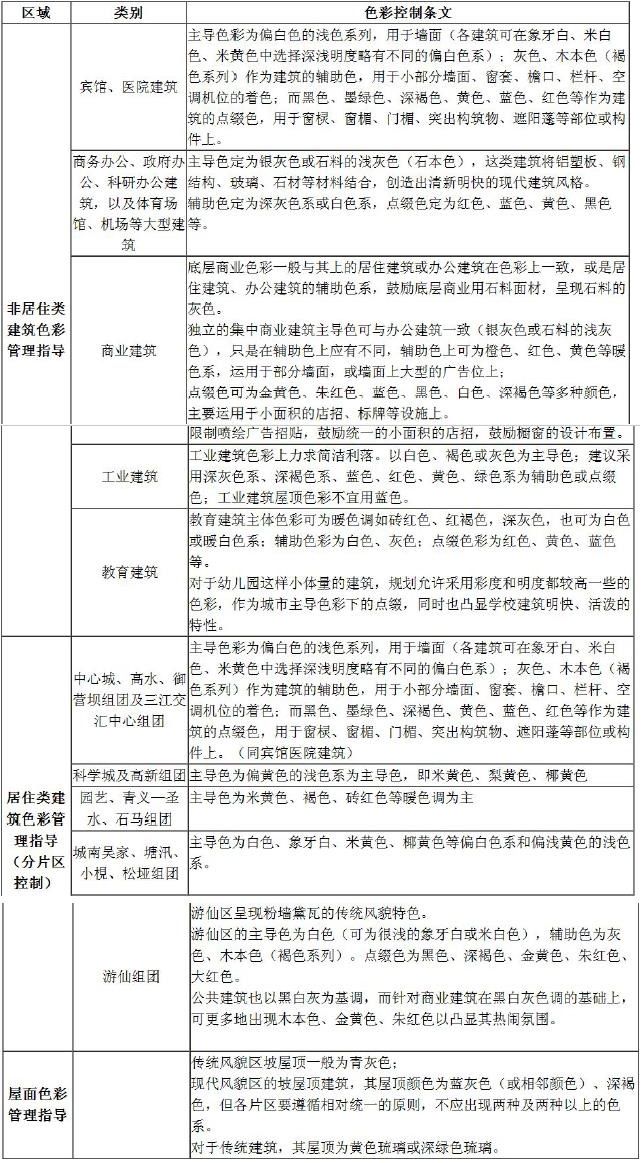 区域 类别 色彩控制条文
非居住类
建筑色彩
管理指导
宾馆、医院建筑
主导色彩为偏白色的浅色系列，用于墙面（各建筑可在象牙白、米白
色、米黄色中选择深浅明度略有不同的偏白色系）；灰色、木本色（褐
色系列）作为建筑的辅助色，用于小部分墙面、窗套、檐口、栏杆、空
调机位的着色；而黑色、墨绿色、深褐色、黄色、蓝色、红色等作为建
筑的点缀色，用于窗棂、窗楣、门楣、突出构筑物、遮阳蓬等部位或构
件上。
商务办公、政府办
公、科研办公建
筑，以及体育场
馆、机场等大型建
筑
主导色定为银灰色或石料的浅灰色（石本色），这类建筑将铝塑板、钢
结构、玻璃、石材等材料结合，创造出清新明快的现代建筑风格。
辅助色定为深灰色系或白色系，点缀色定为红色、蓝色、黄色、黑色
等。
商业建筑
底层商业色彩一般与其上的居住建筑或办公建筑在色彩上一致，或是居
住建筑、办公建筑的辅助色系，鼓励底层商业用石料面材，呈现石料的
灰色。
独立的集中商业建筑主导色可与办公建筑一致（银灰色或石料的浅灰
色），只是在辅助色上应有不同，辅助色上可为橙色、红色、黄色等暖
色系，运用于部分墙面，或墙面上大型的广告位上；
点缀色可为金黄色、朱红色、蓝色、黑色、白色、深褐色等多种颜色，
主要运用于小面积的店招、标牌等设施上。
限制喷绘广告招贴，鼓励统一的小面积的店招，鼓励橱窗的设计布置。
工业建筑
工业建筑色彩上力求简洁利落。以白色、褐色或灰色为主导色；建议采
用深灰色系、深褐色系、蓝色、红色、黄色、绿色系为辅助色或点缀
色；工业建筑屋顶色彩不宜用蓝色。
教育建筑
教育建筑主体色彩可为暖色调如砖红色、红褐色，深灰色，也可为白色
或暖白色系；辅助色彩为白色、灰色；点缀色彩为红色、黄色、蓝色
等。
对于幼儿园这样小体量的建筑，规划允许采用彩度和明度都较高一些的
色彩，作为城市主导色彩下的点缀，同时也凸显学校建筑明快、活泼的
特性。
居住类建
筑色彩管
理指导
（分片区
控制）
中心城、高水、御
营坝组团及三江交
汇中心组团
主导色彩为偏白色的浅色系列，用于墙面（各建筑可在象牙白、米白
色、米黄色中选择深浅明度略有不同的偏白色系）；灰色、木本色（褐
色系列）作为建筑的辅助色，用于小部分墙面、窗套、檐口、栏杆、空
调机位的着色；而黑色、墨绿色、深褐色、黄色、蓝色、红色等作为建
筑的点缀色，用于窗棂、窗楣、门楣、突出构筑物、遮阳蓬等部位或构
件上。（同宾馆医院建筑）
科学城及高新组团 主导色为偏黄色的浅色系为主导色，即米黄色、梨黄色、椰黄色
园艺、青义—圣
水、石马组团
主导色为米黄色、褐色、砖红色等暖色调为主
城南吴家、塘汛、
小枧、松垭组团
主导色为白色、象牙白、米黄色、椰黄色等偏白色系和偏浅黄色的浅色
系。
游仙组团
游仙区呈现粉墙黛瓦的传统风貌特色。
游仙区的主导色为白色（可为很浅的象牙白或米白色），辅助色为灰
色、木本色（褐色系列）。点缀色为黑色、深褐色、金黄色、朱红色、
大红色。
公共建筑也以黑白灰为基调，而针对商业建筑在黑白灰色调的基础上，
可更多地出现木本色、金黄色、朱红色以凸显其热闹氛围。
屋面色彩
管理指导
传统风貌区坡屋顶一般为青灰色；
现代风貌区的坡屋顶建筑，其屋顶颜色为蓝灰色（或相邻颜色）、深褐
色，但各片区要遵循相对统一的原则，不应出现两种及两种以上的色
系。
对于传统建筑，其屋顶为黄色琉璃或深绿色琉璃。